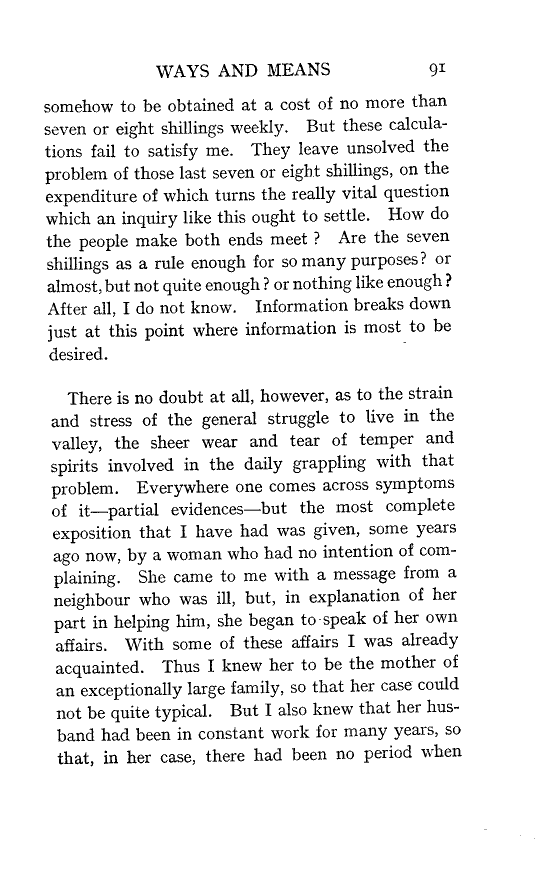 WAYS AND MEANS 91
somehow to be obtained at a cost of no more than
seven or eight shillings weekly. But these calcula-
tions fail to satisfy me. They leave unsolved the
problem of those last seven or eight shillings, on the
expenditure of which turns the really vital question
which an inquiry like this ought to settle. How do
the people make both ends meet ? Are the seven
shillings as a rule enough for so many purposes? or
almost, but not quite enough ? or nothing like enough ?
After all, I do not know. Information breaks down
just at this point where information is most to be
desired.
There is no doubt at all, however, as to the strain
and stress of the general struggle to live in the
valley, the sheer wear and tear of temper and
spirits involved in the daily grappling with that
problem. Everywhere one comes across symptoms
of it—partial evidences—but the most complete
exposition that I have had was given, some years
ago now, by a woman who had no intention of com-
plaining. She came to me with a message from a
neighbour who was ill, but, in explanation of her
part in helping him, she began to speak of her own
affairs. With some of these affairs I was already
acquainted. Thus I knew her to be the mother of
an exceptionally large family, so that her case could
not be quite typical. But I also knew that her hus-
band had been in constant work for many years, so
that, in her case, there had been no period when